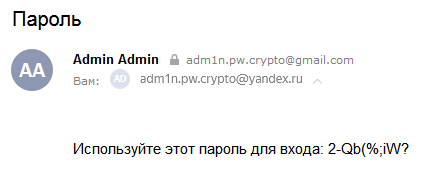 Пароль
AA
Admin Admin adm1n.pw.crypto@gmail.com
Вам: AD adm1n.pw.crypto@yandex.ru
Используйте этот пароль для входа: 2-Qb(%;iW?